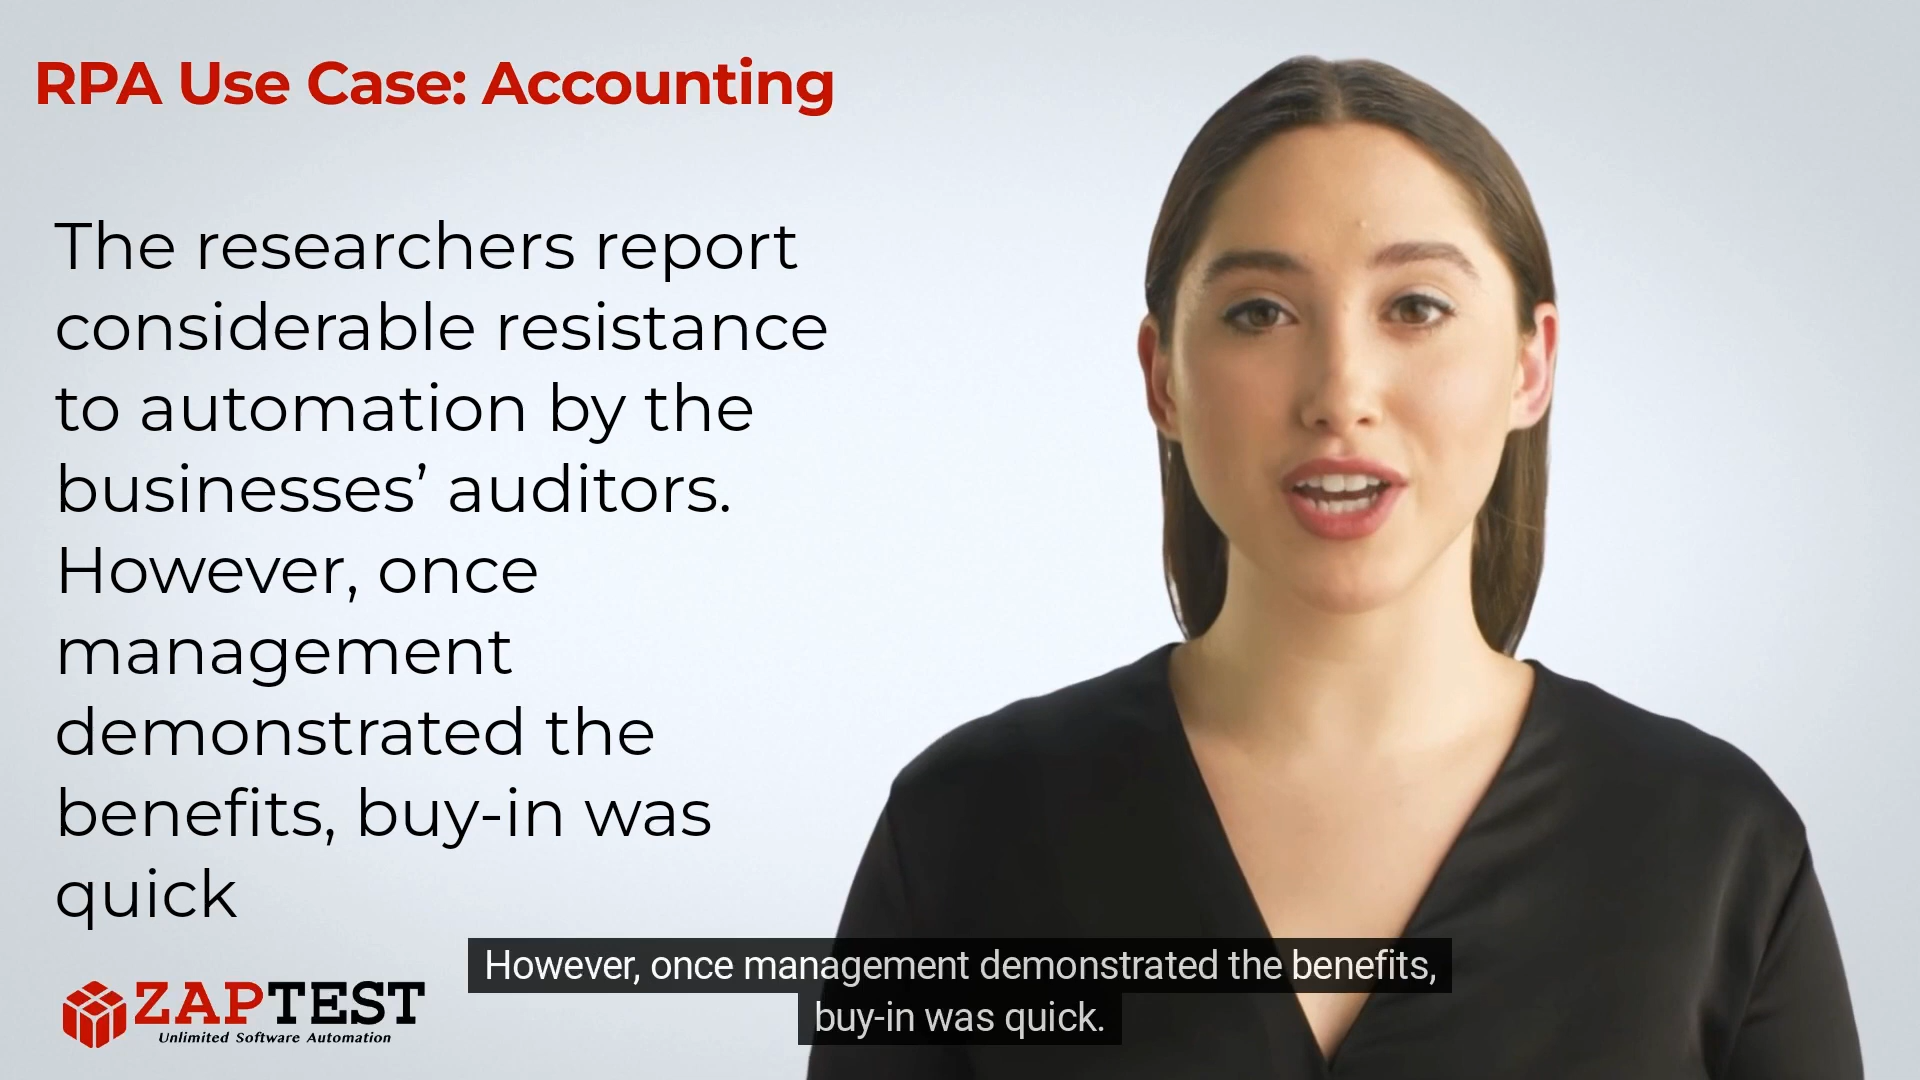 RPA Use Case: Accounting
The researchers report
considerable resistance
to automation by the
businesses’ auditors.
However, once
management
demonstrated the
benefits, buy-in was
quick
ZAPTEST
Unlimited Software Automation
However, once management demonstrated the benefits,
buy-in was quick.